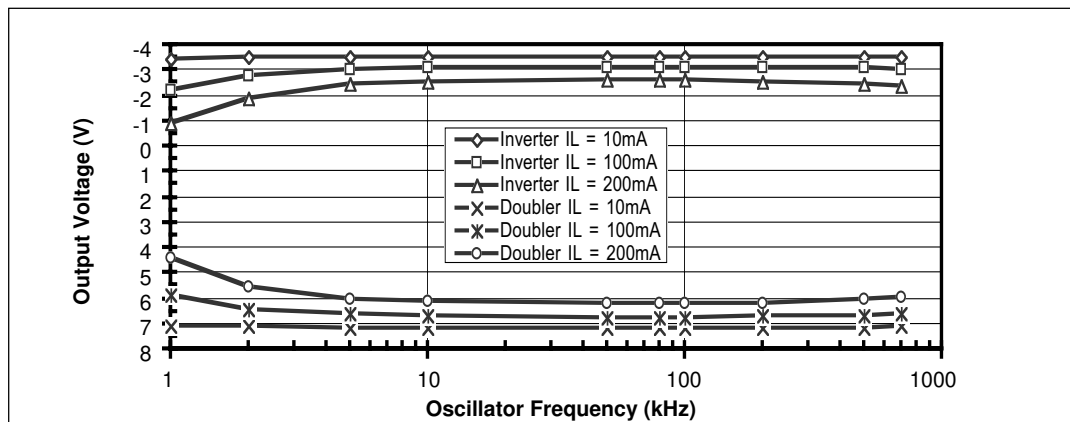 -4
-3
-2
-1
0
1
2
3
4
5
6
7
8
Output Voltage (V)
Inverter IL = 10mA
Inverter IL = 100mA
Inverter IL = 200mA
Doubler IL = 10mA
Doubler IL = 100mA
Doubler IL = 200mA
1 10 100 1000
Oscillator Frequency (kHz)